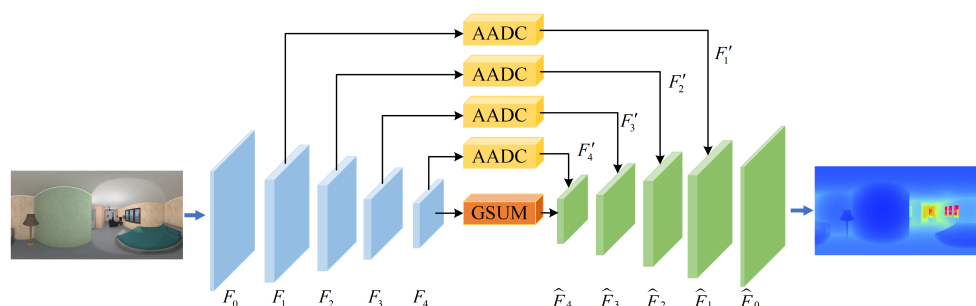 AADC
F₁′
AADC
F₂′
AADC
F₃′
AADC
F₄′
GSUM
F₀ F₁ F₂ F₃ F₄ F̂₄ F̂₃ F̂₂ F̂₁ F̂₀